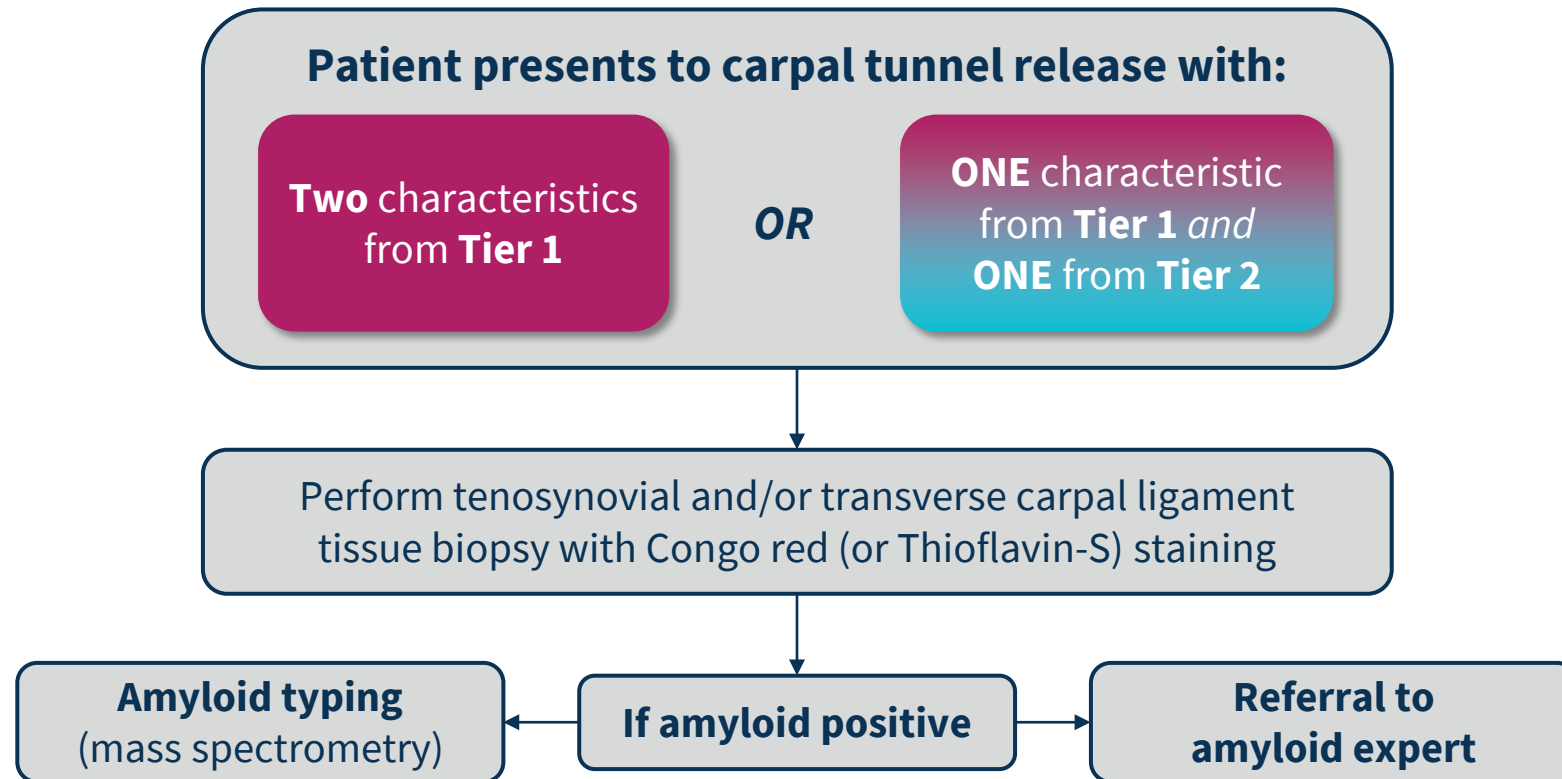 Patient presents to carpal tunnel release with:
Two characteristics
from Tier 1
OR
ONE characteristic
from Tier 1 and
ONE from Tier 2
Perform tenosynovial and/or transverse carpal ligament
tissue biopsy with Congo red (or Thioflavin-S) staining
Amyloid typing
(mass spectrometry)
If amyloid positive
Referral to
amyloid expert